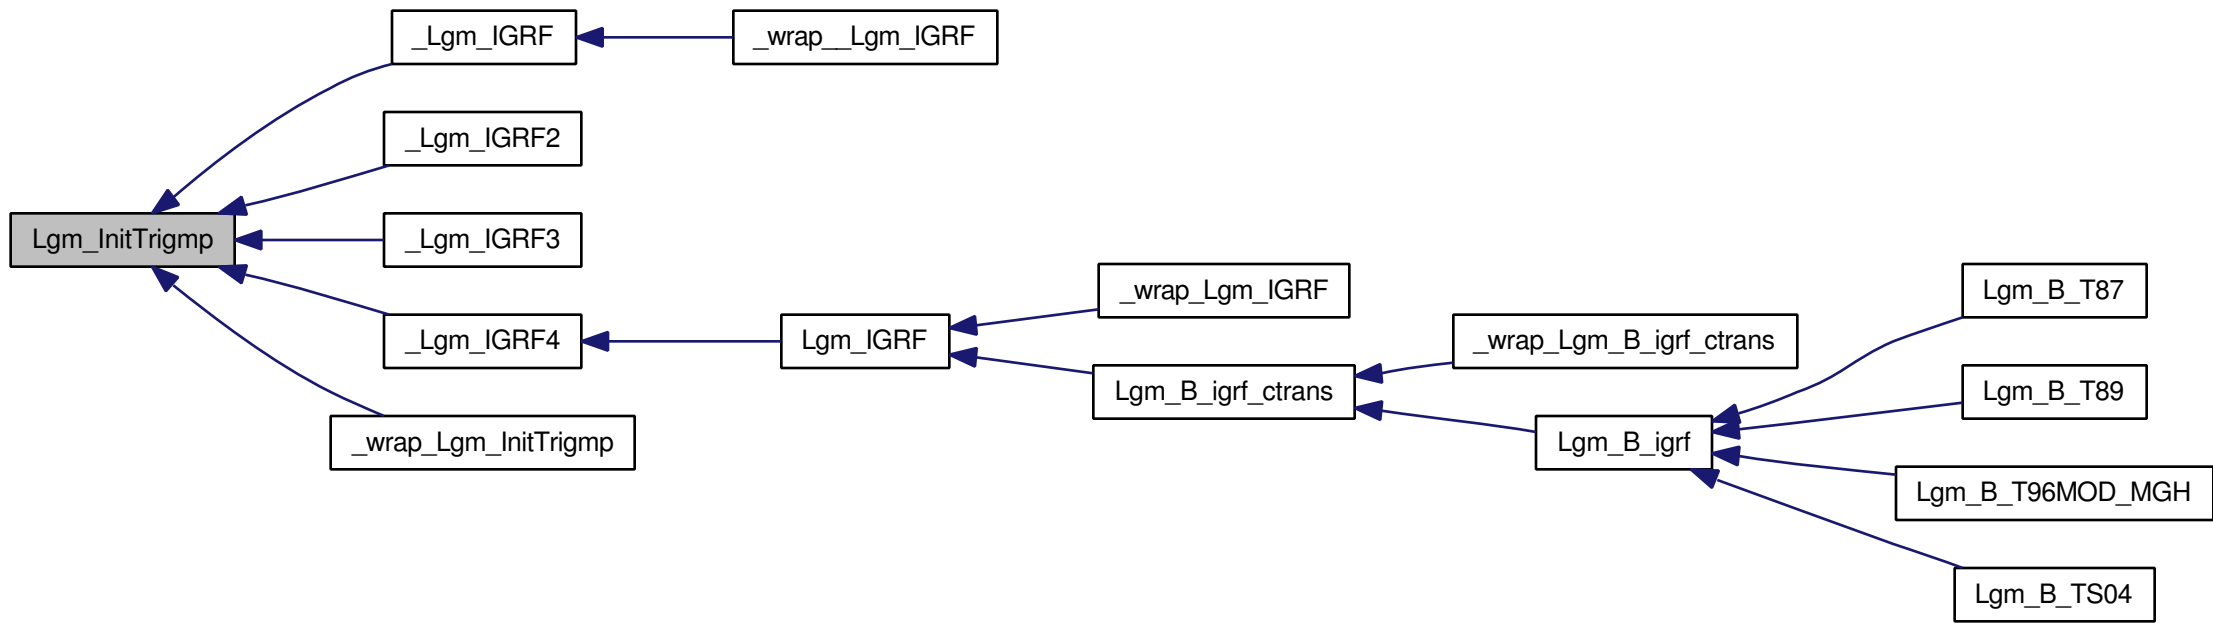 _Lgm_IGRF
_wrap__Lgm_IGRF
_Lgm_IGRF2
Lgm_InitTrigmp
_Lgm_IGRF3
_Lgm_IGRF4
Lgm_IGRF
_wrap_Lgm_IGRF
_wrap_Lgm_InitTrigmp
Lgm_B_igrf_ctrans
_wrap_Lgm_B_igrf_ctrans
Lgm_B_igrf
Lgm_B_T87
Lgm_B_T89
Lgm_B_T96MOD_MGH
Lgm_B_TS04